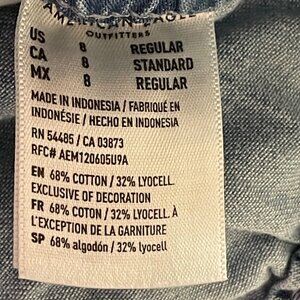 AMERICAN EAGLE
OUTFITTERS
US 8 REGULAR
CA 8 STANDARD
MX 8 REGULAR
MADE IN INDONESIA / FABRIQUÉ EN
INDONÉSIE / HECHO EN INDONESIA
RN 54485 / CA 03873
RFC# AEM120605U9A
EN 68% COTTON / 32% LYOCELL.
EXCLUSIVE OF DECORATION
FR 68% COTON / 32% LYOCELL. À
L'EXCEPTION DE LA GARNITURE
SP 68% algodón / 32% lyocell